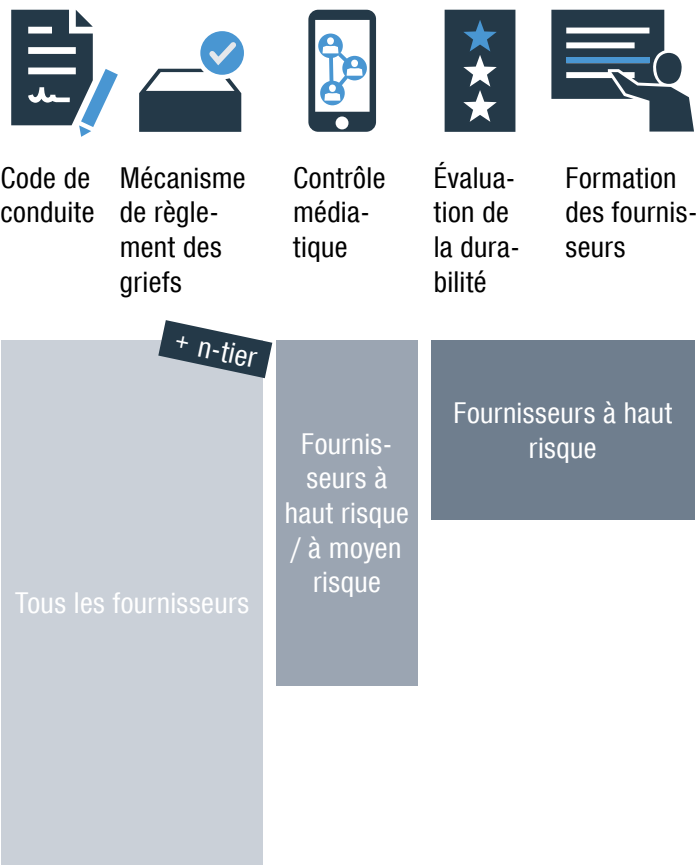 Code de
conduite
Mécanisme
de règle-
ment des
griefs
Contrôle
média-
tique
Évalua-
tion de
la dura-
bilité
Formation
des fournis-
seurs
+ n-tier
Tous les fournisseurs
Fournis-
seurs à
haut risque
/ à moyen
risque
Fournisseurs à haut
risque